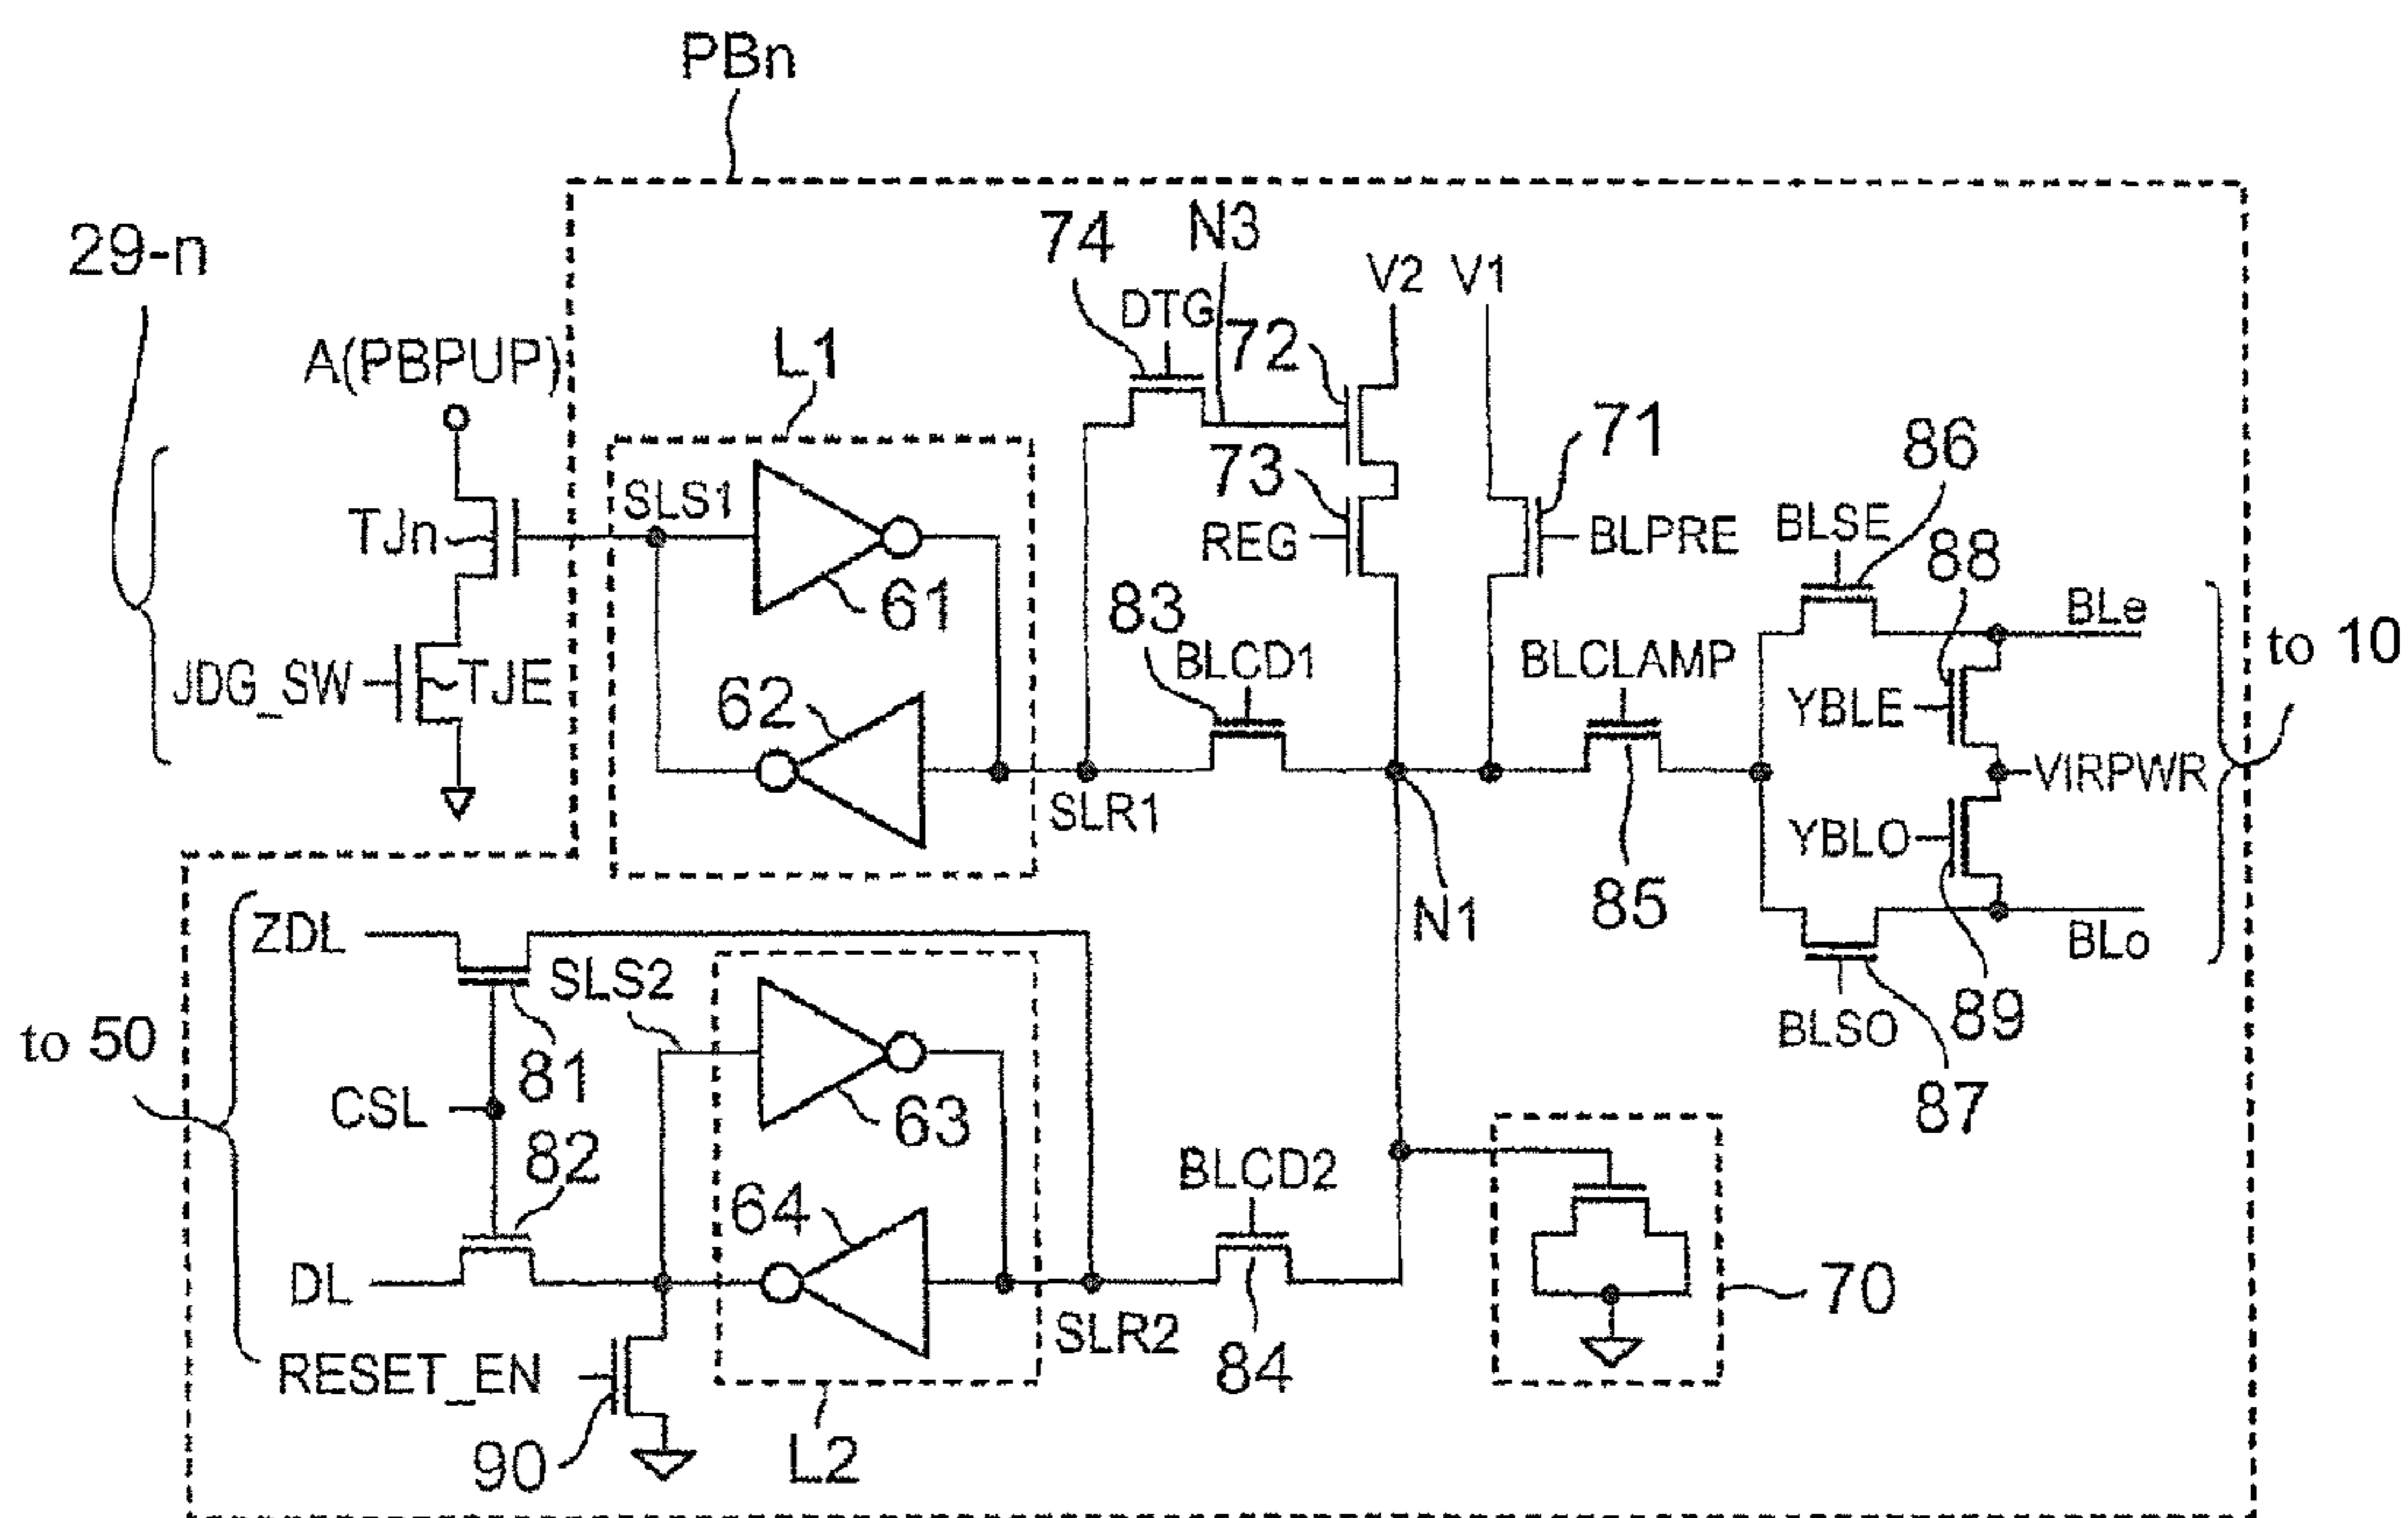 PBn
29-n
74
N3
DTG
72
V2
V1
A(PBPUP)
L1
73
71
86
REG
BLPRE
BLSE
88
BLe
SLS1
TJn
61
83
BLCD1
BLCLAMP
to 10
JDG_SW
TJE
62
YBLE
VIRPWR
SLR1
YBLO
85
N1
BLo
ZDL
SLS2
BLSO
89
to 50
81
87
CSL
82
63
64
BLCD2
DL
SLR2
84
70
RESET_EN
90
L2